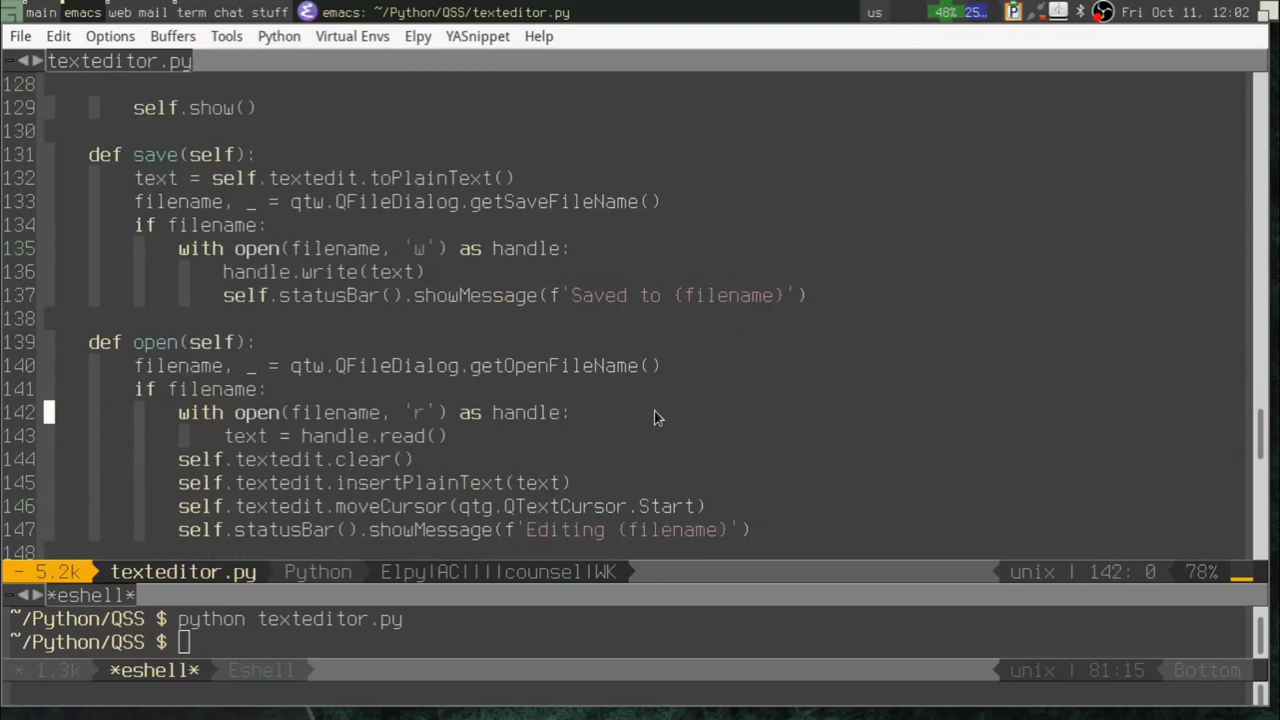 main emacs web mail term chat stuff emacs: ~/Python/QSS/texteditor.py us 48% 25… P Fri Oct 11, 12:02
File Edit Options Buffers Tools Python Virtual Envs Elpy YASnippet Help
texteditor.py
128
129 self.show()
130
131 def save(self):
132 text = self.textedit.toPlainText()
133 filename, _ = qtw.QFileDialog.getSaveFileName()
134 if filename:
135 with open(filename, 'w') as handle:
136 handle.write(text)
137 self.statusBar().showMessage(f'Saved to {filename}')
138
139 def open(self):
140 filename, _ = qtw.QFileDialog.getOpenFileName()
141 if filename:
142 with open(filename, 'r') as handle:
143 text = handle.read()
144 self.textedit.clear()
145 self.textedit.insertPlainText(text)
146 self.textedit.moveCursor(qtg.QTextCursor.Start)
147 self.statusBar().showMessage(f'Editing {filename}')
148
- 5.2k texteditor.py Python Elpy|AC||||counsel|WK unix | 142: 0 78%
*eshell*
~/Python/QSS $ python texteditor.py
~/Python/QSS $
* 1.3k *eshell* Eshell unix | 81:15 Bottom